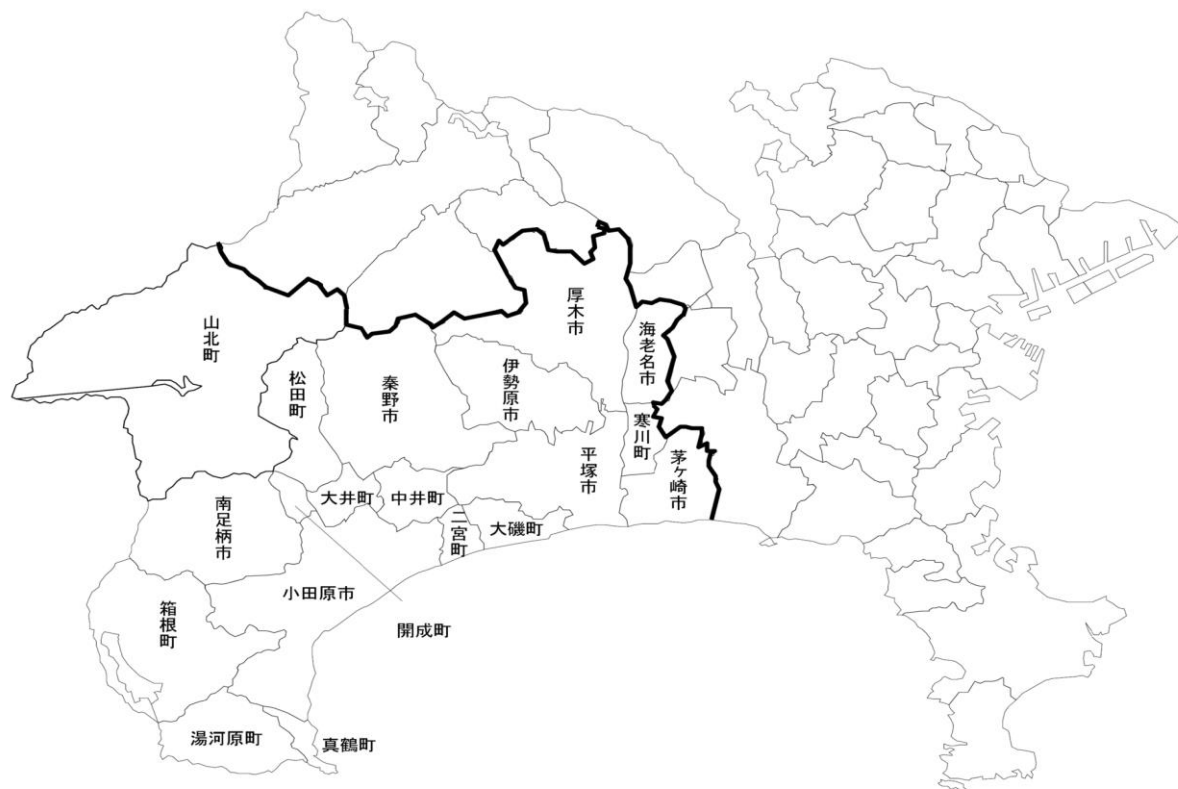 山北町
松田町
秦野市
伊勢原市
厚木市
海老名市
寒川町
茅ヶ崎市
平塚市
大井町
中井町
二宮町
大磯町
南足柄市
小田原市
開成町
箱根町
湯河原町
真鶴町